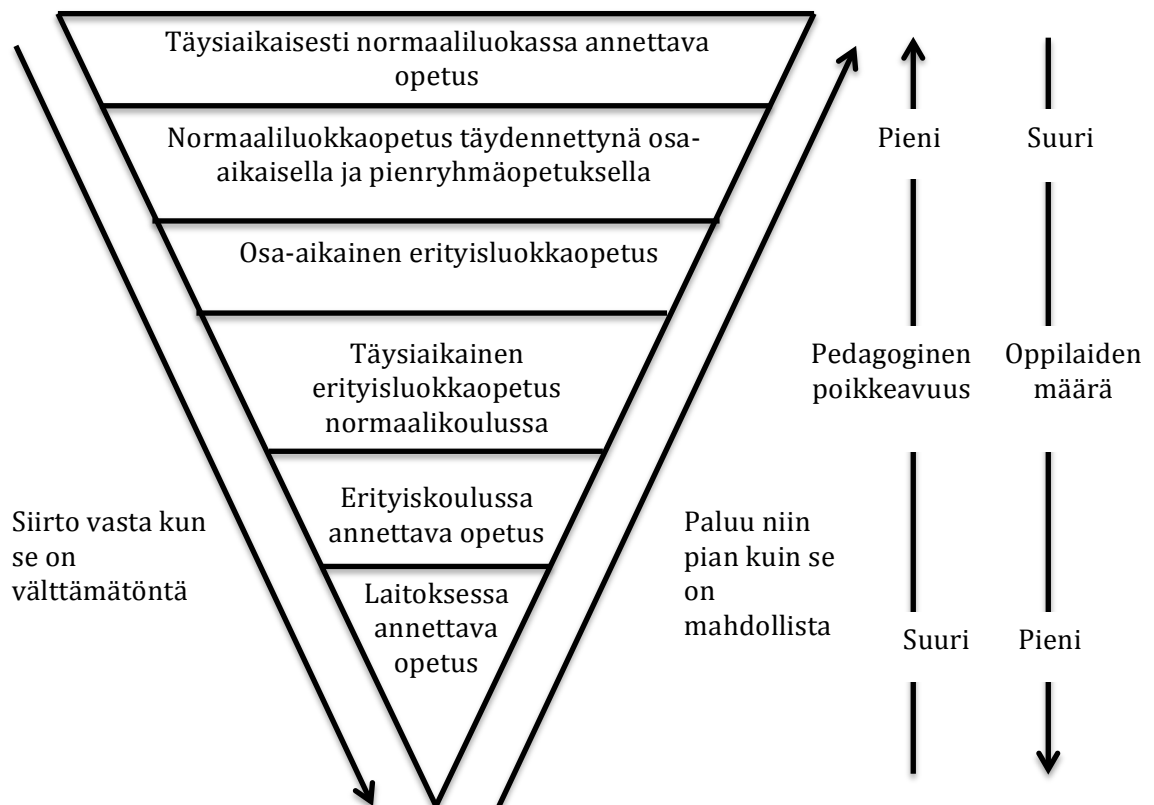 Täysiaikaisesti normaaliluokassa annettava
opetus
Normaaliluokkaopetus täydennettynä osa-
aikaisella ja pienryhmäopetuksella
Osa-aikainen erityisluokkaopetus
Täysiaikainen
erityisluokkaopetus
normaalikoulussa
Erityiskoulussa
annettava opetus
Laitoksessa
annettava
opetus
Siirto vasta kun
se on
välttämätöntä
Paluu niin
pian kuin se
on
mahdollista
Pieni
Pedagoginen
poikkeavuus
Suuri
Suuri
Oppilaiden
määrä
Pieni